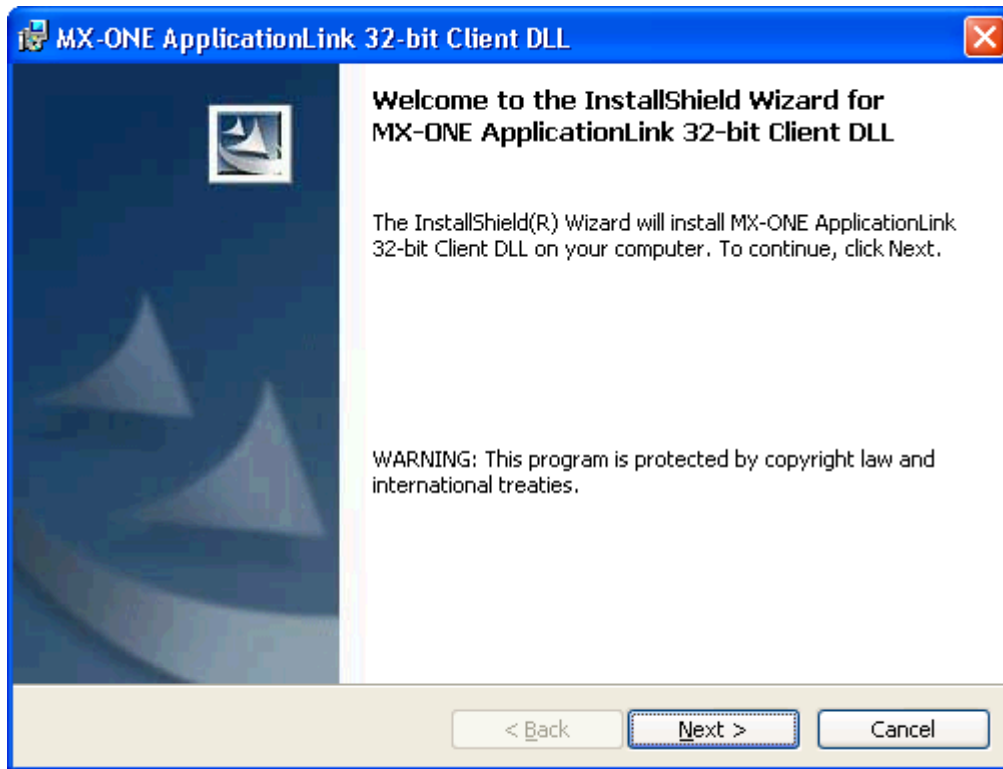 MX-ONE ApplicationLink 32-bit Client DLL
Welcome to the InstallShield Wizard for
MX-ONE ApplicationLink 32-bit Client DLL
The InstallShield(R) Wizard will install MX-ONE ApplicationLink
32-bit Client DLL on your computer. To continue, click Next.
WARNING: This program is protected by copyright law and
international treaties.
< Back
Next >
Cancel